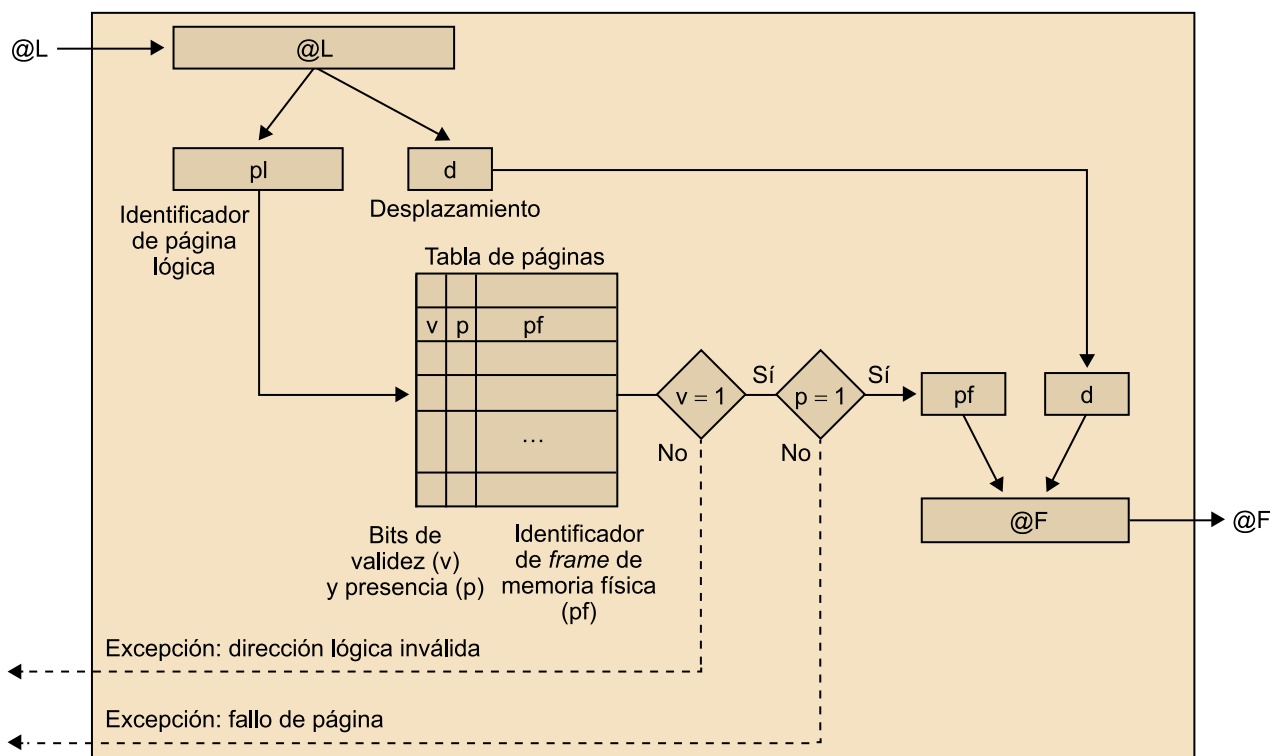 @L
@L
pl
d
Identificador
de página
lógica
Desplazamiento
Tabla de páginas
v p pf
...
v = 1
Sí
p = 1
Sí
pf
d
No
No
@F
@F
Bits de
validez (v)
y presencia (p)
Identificador
de frame de
memoria física
(pf)
Excepción: dirección lógica inválida
Excepción: fallo de página